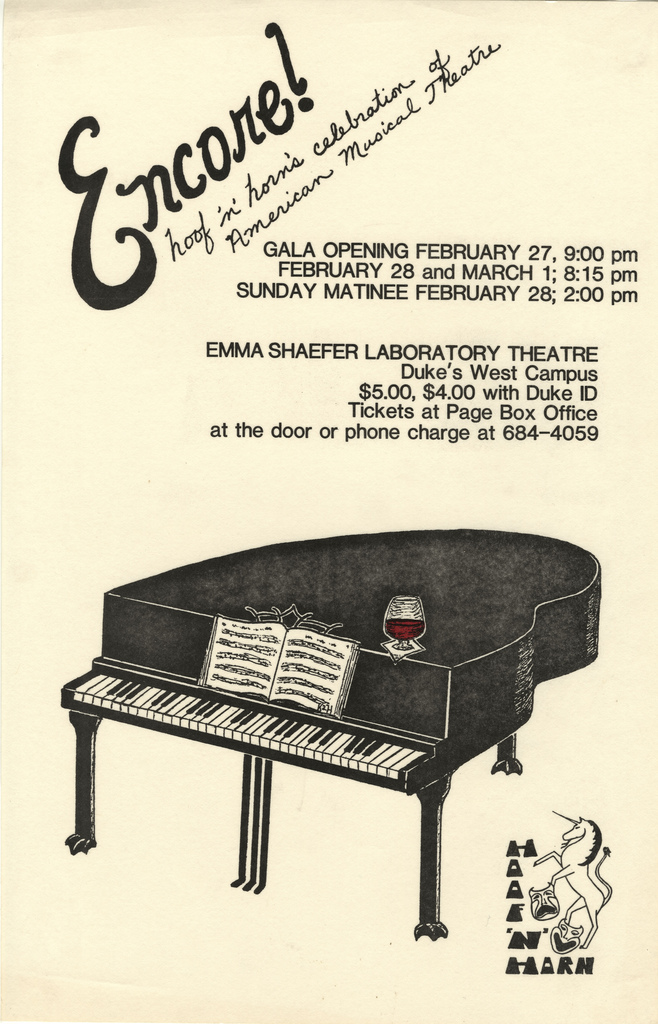 Encore!
hoof 'n' horn's celebration of
American Musical Theatre
GALA OPENING FEBRUARY 27, 9:00 pm
FEBRUARY 28 and MARCH 1; 8:15 pm
SUNDAY MATINEE FEBRUARY 28; 2:00 pm
EMMA SHAEFER LABORATORY THEATRE
Duke's West Campus
$5.00, $4.00 with Duke ID
Tickets at Page Box Office
at the door or phone charge at 684-4059
HOOF
'N'
HORN